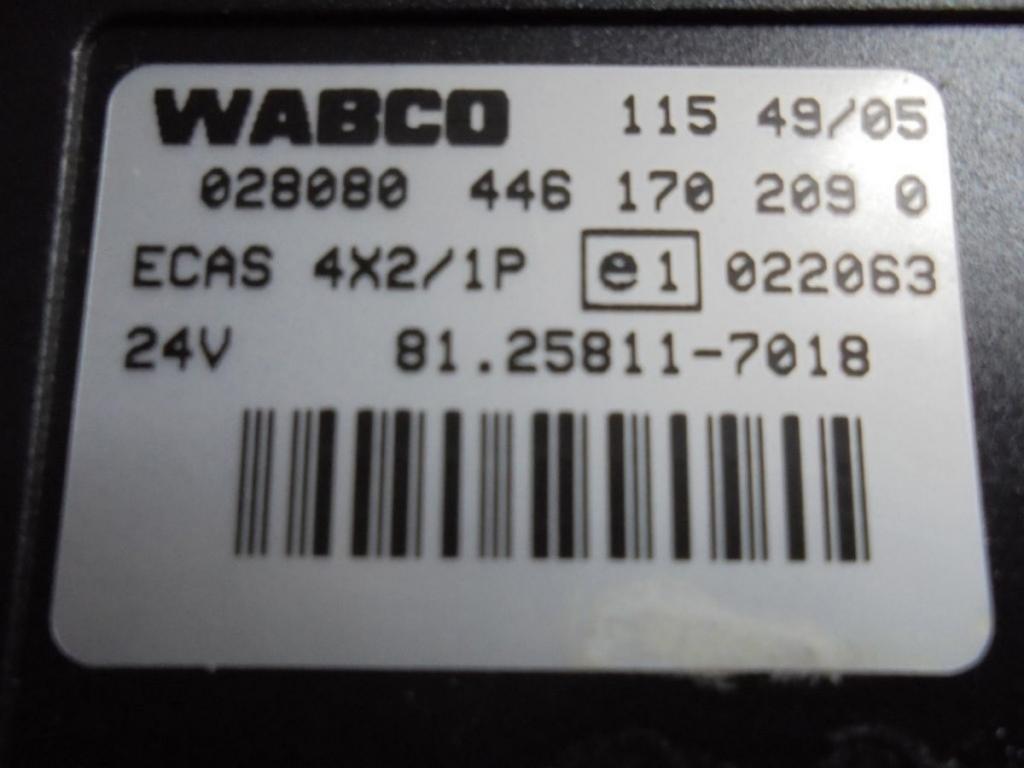 WABCO 115 49/05
028080 446 170 209 0
ECAS 4X2/1P e1 022063
24V 81.25811-7018